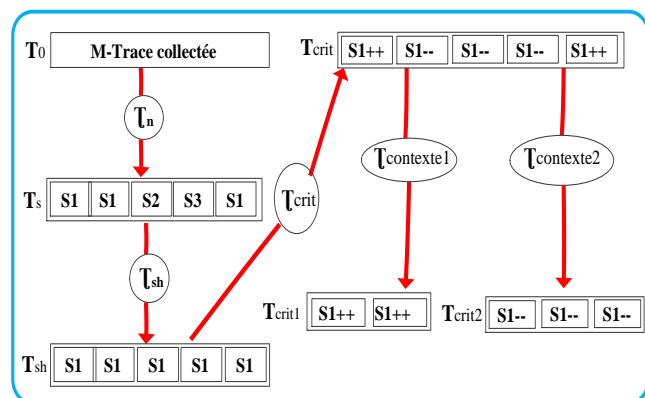 T0 M-Trace collectée
Ʈn
Ts S1 S1 S2 S3 S1
Ʈsh
Tsh S1 S1 S1 S1 S1
Ʈcrit
Tcrit S1++ S1-- S1-- S1-- S1++
Ʈcontexte1 Ʈcontexte2
Tcrit1 S1++ S1++
Tcrit2 S1-- S1-- S1--